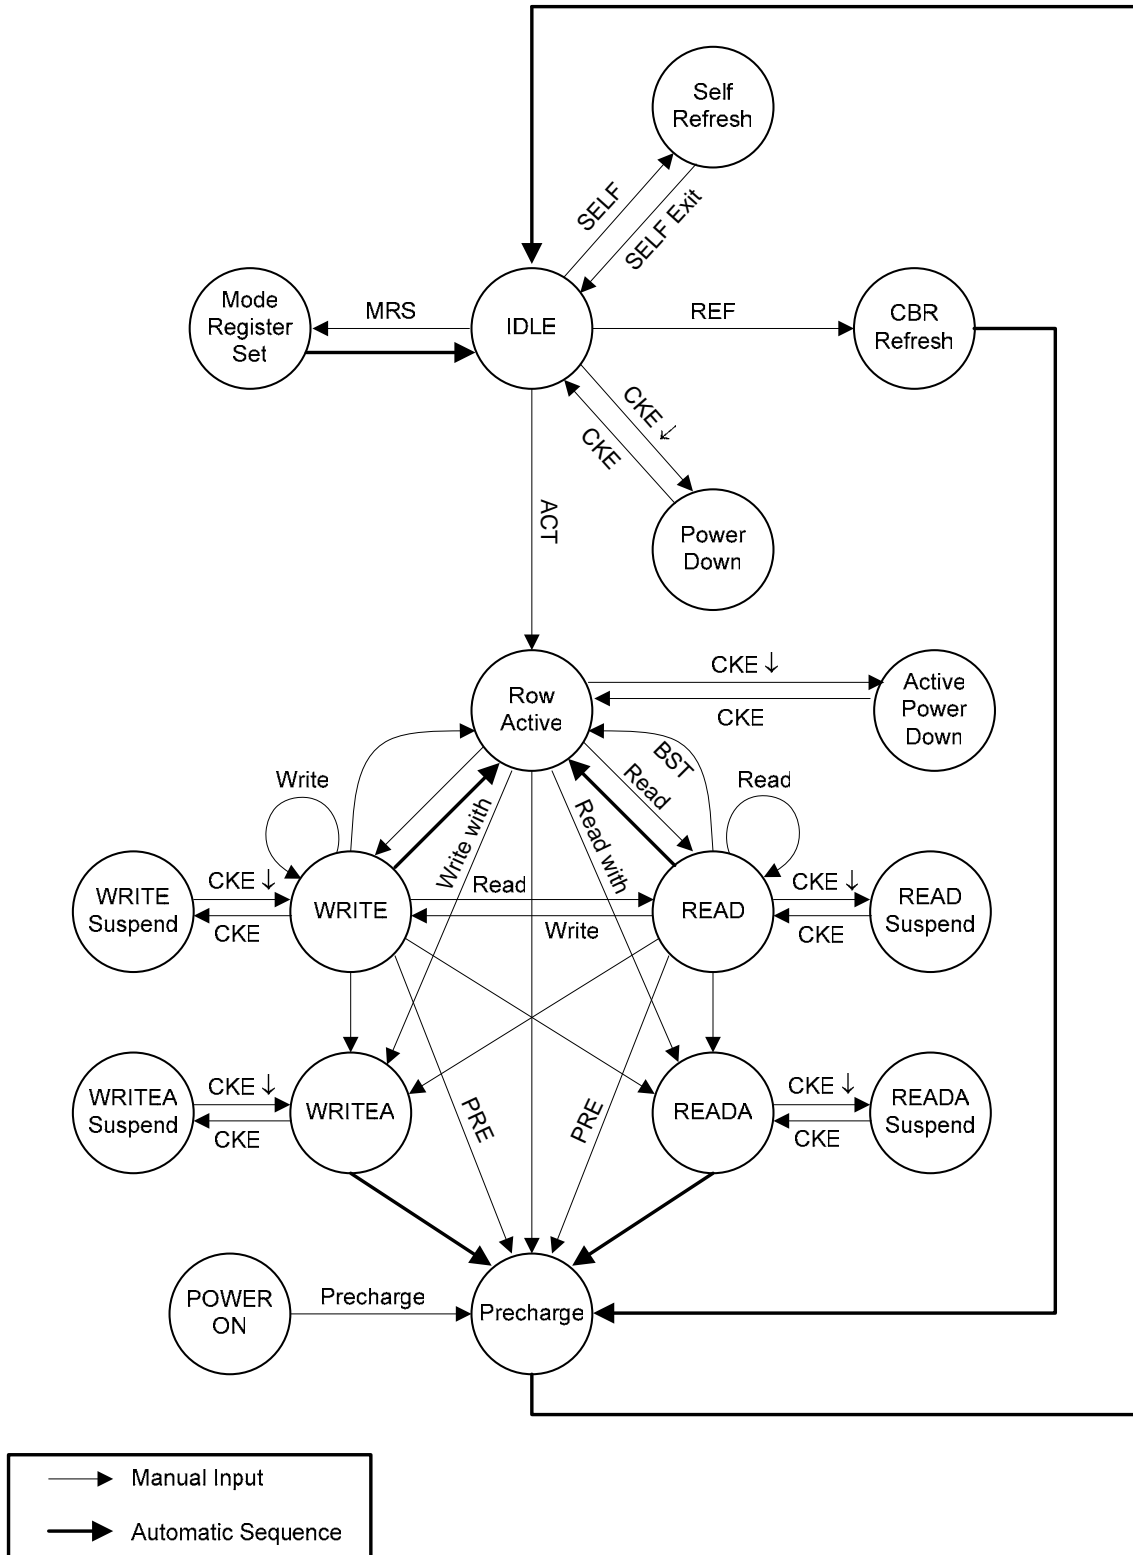 Self
Refresh
SELF
SELF Exit
Mode
Register
Set
MRS
IDLE
REF
CBR
Refresh
CKE ↓
CKE
ACT
Power
Down
Row
Active
CKE ↓
CKE
Active
Power
Down
BST
Read
Write
Read
Write with
Read with
WRITE
Suspend
CKE ↓
CKE
WRITE
Read
Write
READ
CKE ↓
CKE
READ
Suspend
WRITEA
Suspend
CKE ↓
CKE
WRITEA
PRE
PRE
READA
CKE ↓
CKE
READA
Suspend
POWER
ON
Precharge
Precharge
Manual Input
Automatic Sequence